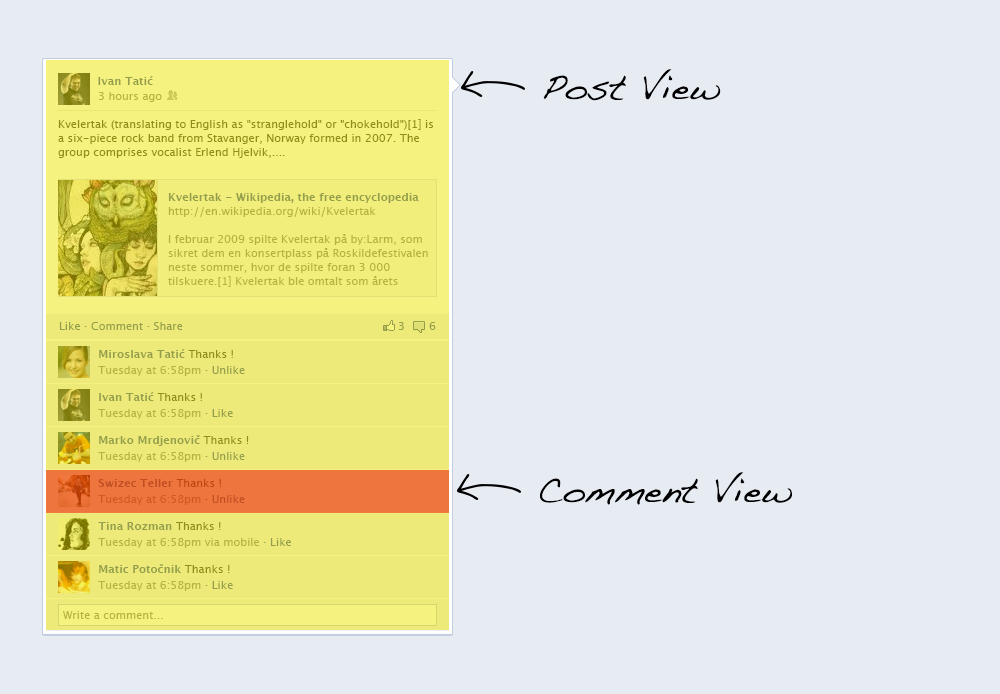 Ivan Tatić
3 hours ago
Post View
Kvelertak (translating to English as "stranglehold" or "chokehold")[1] is
a six-piece rock band from Stavanger, Norway formed in 2007. The
group comprises vocalist Erlend Hjelvik,....
Kvelertak - Wikipedia, the free encyclopedia
http://en.wikipedia.org/wiki/Kvelertak
I februar 2009 spilte Kvelertak på by:Larm, som
sikret dem en konsertplass på Roskildefestivalen
neste sommer, hvor de spilte foran 3 000
tilskuere.[1] Kvelertak ble omtalt som årets
Like · Comment · Share 3 6
Miroslava Tatić Thanks !
Tuesday at 6:58pm · Unlike
Ivan Tatić Thanks !
Tuesday at 6:58pm · Like
Marko Mrdjenovič Thanks !
Tuesday at 6:58pm · Unlike
Swizec Teller Thanks !
Tuesday at 6:58pm · Unlike
Comment View
Tina Rozman Thanks !
Tuesday at 6:58pm via mobile · Like
Matic Potočnik Thanks !
Tuesday at 6:58pm · Like
Write a comment...